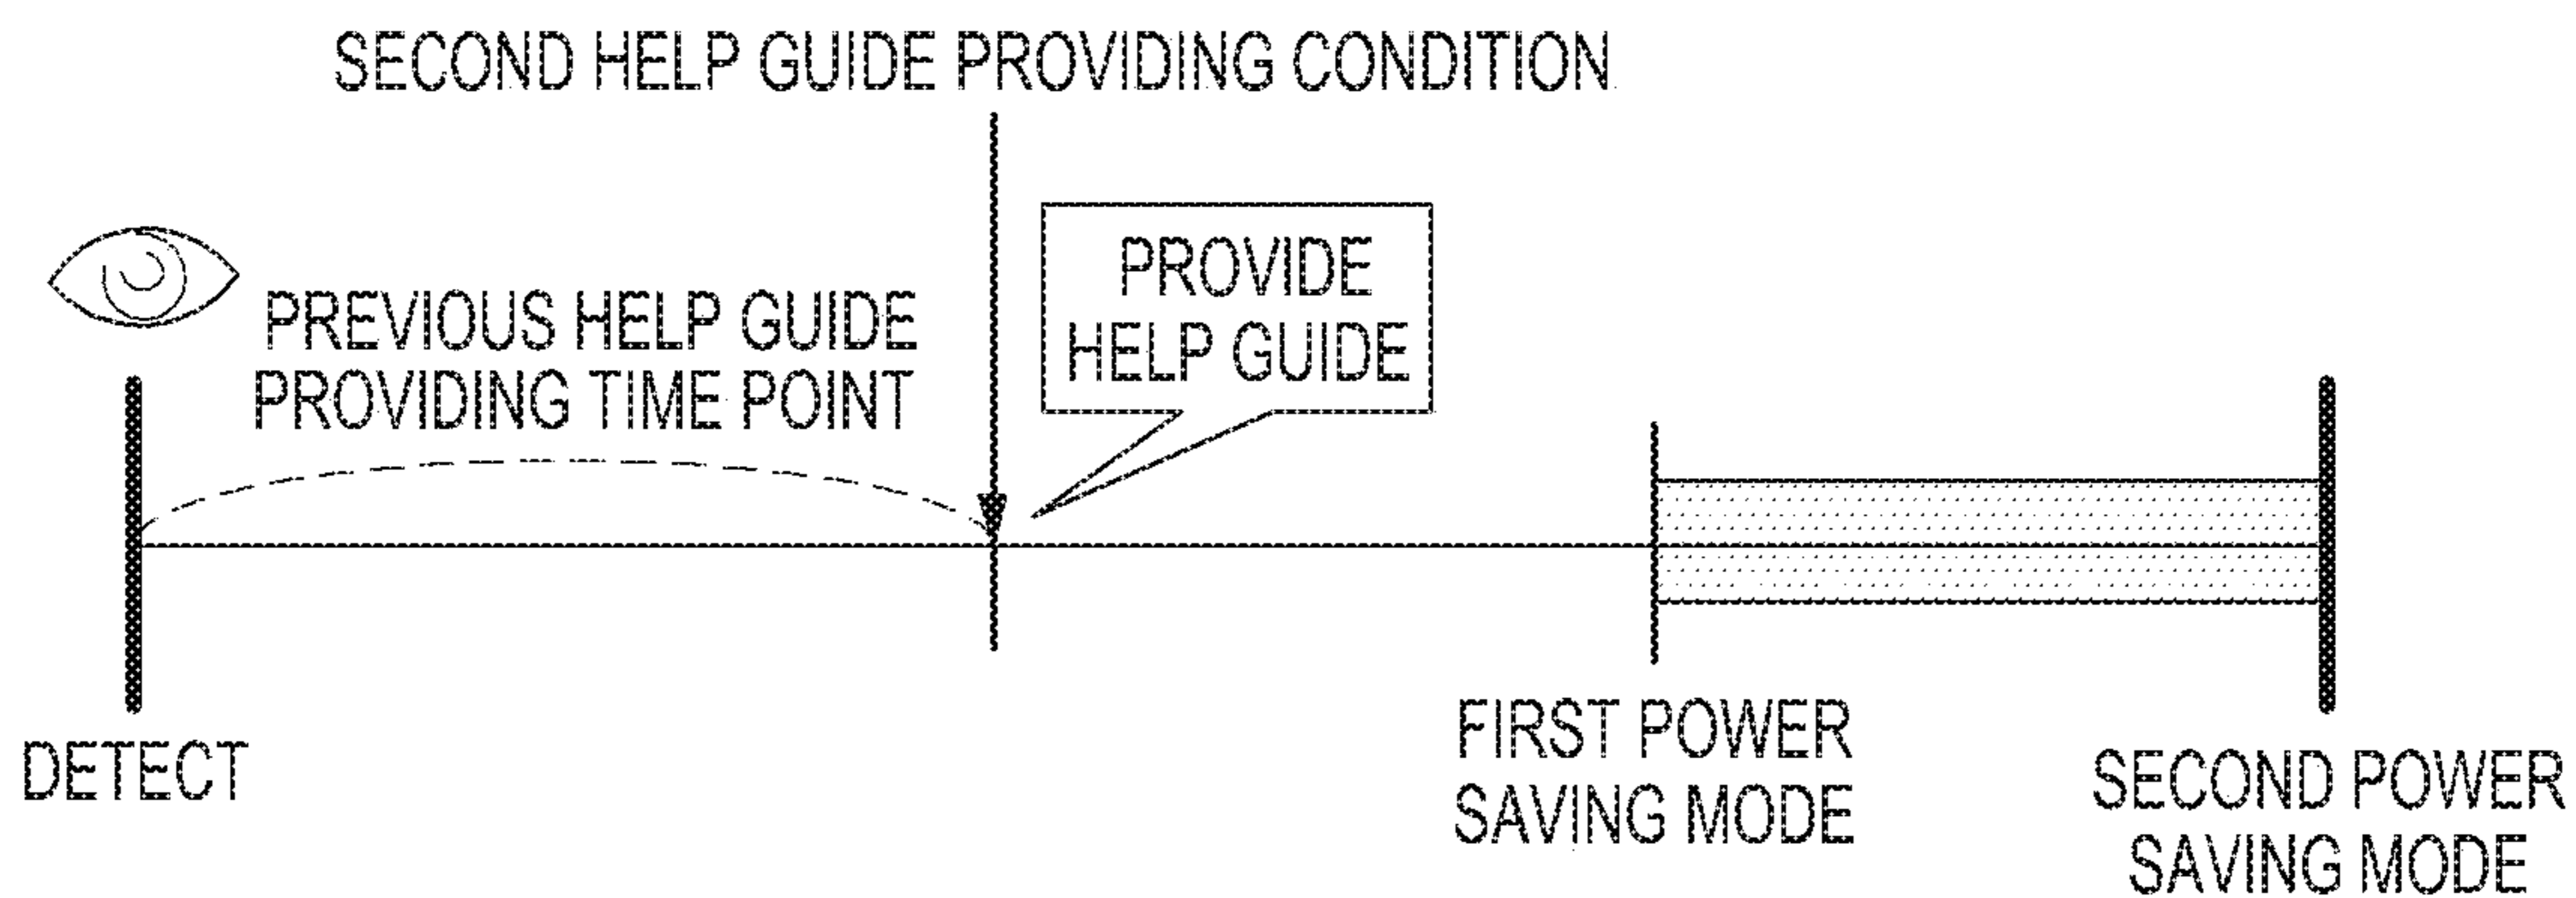 SECOND HELP GUIDE PROVIDING CONDITION
PREVIOUS HELP GUIDE
PROVIDING TIME POINT
PROVIDE
HELP GUIDE
DETECT
FIRST POWER
SAVING MODE
SECOND POWER
SAVING MODE